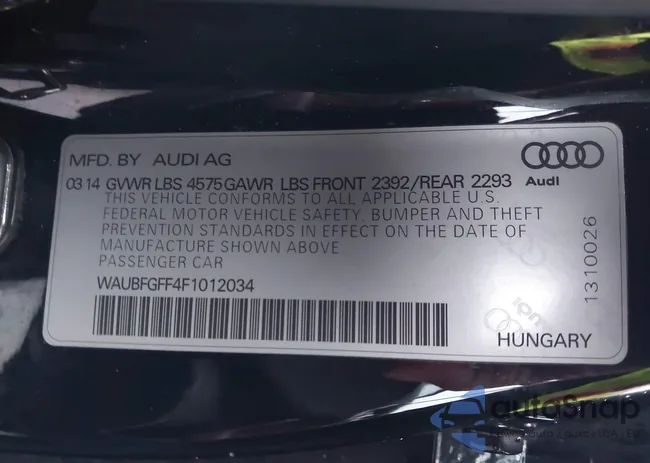 MFD. BY AUDI AG
Audi
03 14 GVWR LBS 4575 GAWR LBS FRONT 2392/REAR 2293
THIS VEHICLE CONFORMS TO ALL APPLICABLE U.S.
FEDERAL MOTOR VEHICLE SAFETY, BUMPER AND THEFT
PREVENTION STANDARDS IN EFFECT ON THE DATE OF
MANUFACTURE SHOWN ABOVE
PASSENGER CAR
WAUBFGFF4F1012034
1310026
HUNGARY
autoSnap